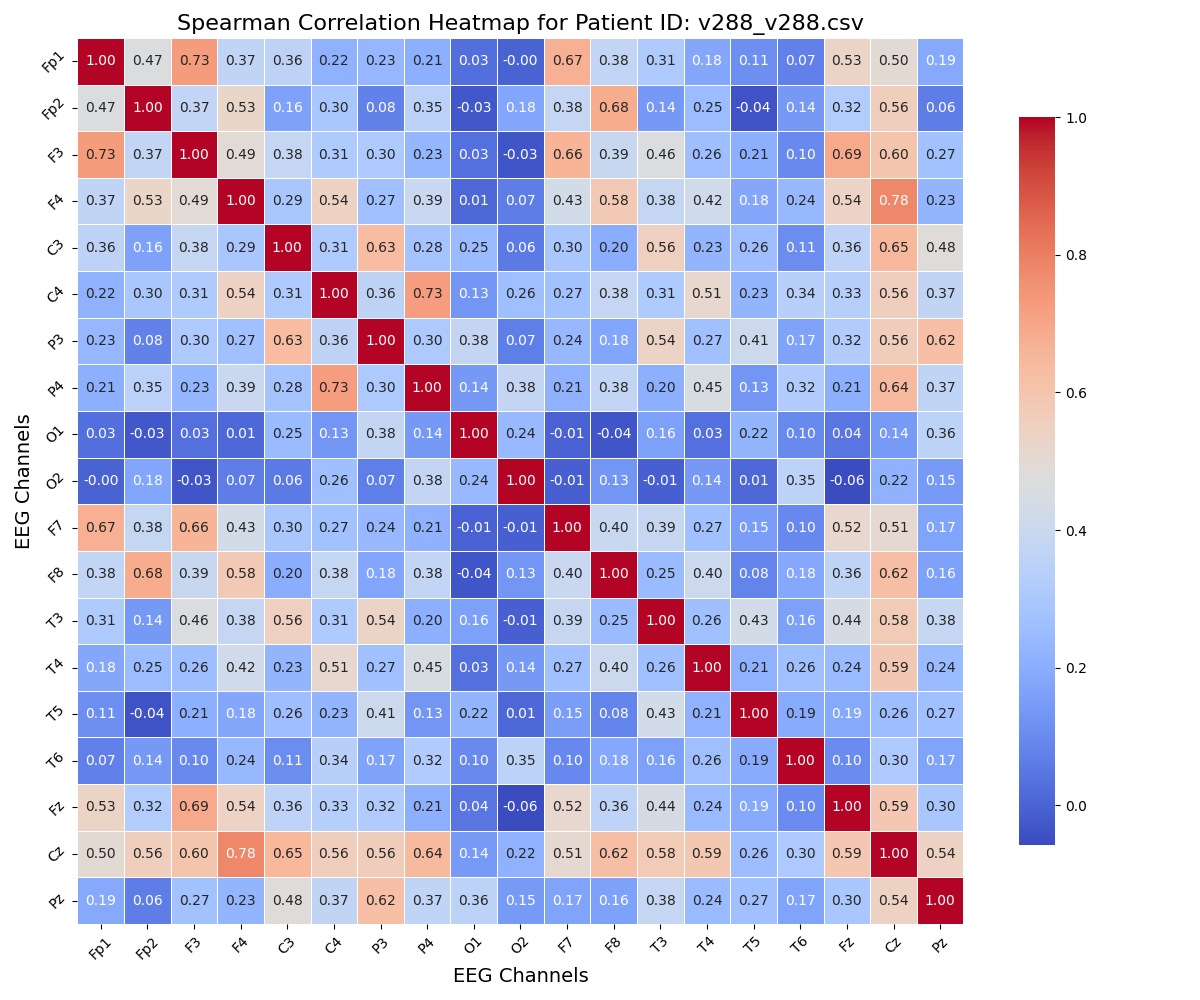 Spearman Correlation Heatmap for Patient ID: v288_v288.csv
Fp1 1.00 0.47 0.73 0.37 0.36 0.22 0.23 0.21 0.03 -0.00 0.67 0.38 0.31 0.18 0.11 0.07 0.53 0.50 0.19
Fp2 0.47 1.00 0.37 0.53 0.16 0.30 0.08 0.35 -0.03 0.18 0.38 0.68 0.14 0.25 -0.04 0.14 0.32 0.56 0.06
F3 0.73 0.37 1.00 0.49 0.38 0.31 0.30 0.23 0.03 -0.03 0.66 0.39 0.46 0.26 0.21 0.10 0.69 0.60 0.27
F4 0.37 0.53 0.49 1.00 0.29 0.54 0.27 0.39 0.01 0.07 0.43 0.58 0.38 0.42 0.18 0.24 0.54 0.78 0.23
C3 0.36 0.16 0.38 0.29 1.00 0.31 0.63 0.28 0.25 0.06 0.30 0.20 0.56 0.23 0.26 0.11 0.36 0.65 0.48
C4 0.22 0.30 0.31 0.54 0.31 1.00 0.36 0.73 0.13 0.26 0.27 0.38 0.31 0.51 0.23 0.34 0.33 0.56 0.37
P3 0.23 0.08 0.30 0.27 0.63 0.36 1.00 0.30 0.38 0.07 0.24 0.18 0.54 0.27 0.41 0.17 0.32 0.56 0.62
P4 0.21 0.35 0.23 0.39 0.28 0.73 0.30 1.00 0.14 0.38 0.21 0.38 0.20 0.45 0.13 0.32 0.21 0.64 0.37
O1 0.03 -0.03 0.03 0.01 0.25 0.13 0.38 0.14 1.00 0.24 -0.01 -0.04 0.16 0.03 0.22 0.10 0.04 0.14 0.36
O2 -0.00 0.18 -0.03 0.07 0.06 0.26 0.07 0.38 0.24 1.00 -0.01 0.13 -0.01 0.14 0.01 0.35 -0.06 0.22 0.15
F7 0.67 0.38 0.66 0.43 0.30 0.27 0.24 0.21 -0.01 -0.01 1.00 0.40 0.39 0.27 0.15 0.10 0.52 0.51 0.17
F8 0.38 0.68 0.39 0.58 0.20 0.38 0.18 0.38 -0.04 0.13 0.40 1.00 0.25 0.40 0.08 0.18 0.36 0.62 0.16
T3 0.31 0.14 0.46 0.38 0.56 0.31 0.54 0.20 0.16 -0.01 0.39 0.25 1.00 0.26 0.43 0.16 0.44 0.58 0.38
T4 0.18 0.25 0.26 0.42 0.23 0.51 0.27 0.45 0.03 0.14 0.27 0.40 0.26 1.00 0.21 0.26 0.24 0.59 0.24
T5 0.11 -0.04 0.21 0.18 0.26 0.23 0.41 0.13 0.22 0.01 0.15 0.08 0.43 0.21 1.00 0.19 0.19 0.26 0.27
T6 0.07 0.14 0.10 0.24 0.11 0.34 0.17 0.32 0.10 0.35 0.10 0.18 0.16 0.26 0.19 1.00 0.10 0.30 0.17
Fz 0.53 0.32 0.69 0.54 0.36 0.33 0.32 0.21 0.04 -0.06 0.52 0.36 0.44 0.24 0.19 0.10 1.00 0.59 0.30
Cz 0.50 0.56 0.60 0.78 0.65 0.56 0.56 0.64 0.14 0.22 0.51 0.62 0.58 0.59 0.26 0.30 0.59 1.00 0.54
Pz 0.19 0.06 0.27 0.23 0.48 0.37 0.62 0.37 0.36 0.15 0.17 0.16 0.38 0.24 0.27 0.17 0.30 0.54 1.00
Fp1 Fp2 F3 F4 C3 C4 P3 P4 O1 O2 F7 F8 T3 T4 T5 T6 Fz Cz Pz
EEG Channels
EEG Channels
1.0
0.8
0.6
0.4
0.2
0.0